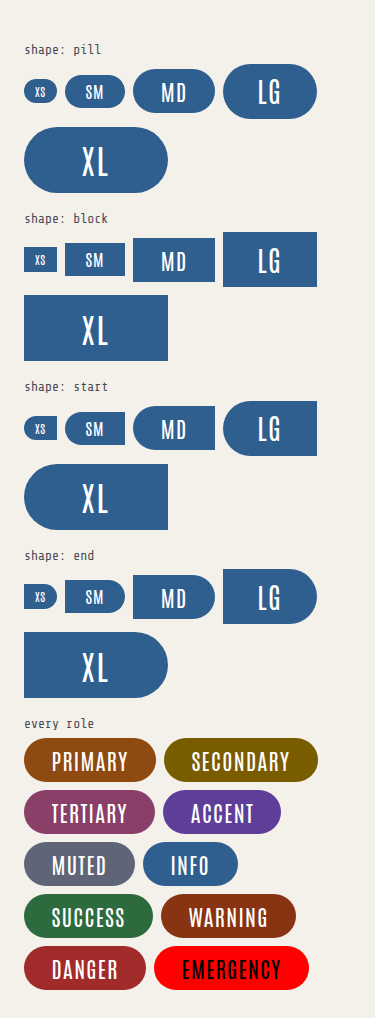 shape: pill
XS SM MD LG
XL
shape: block
XS SM MD LG
XL
shape: start
XS SM MD LG
XL
shape: end
XS SM MD LG
XL
every role
PRIMARY SECONDARY
TERTIARY ACCENT
MUTED INFO
SUCCESS WARNING
DANGER EMERGENCY